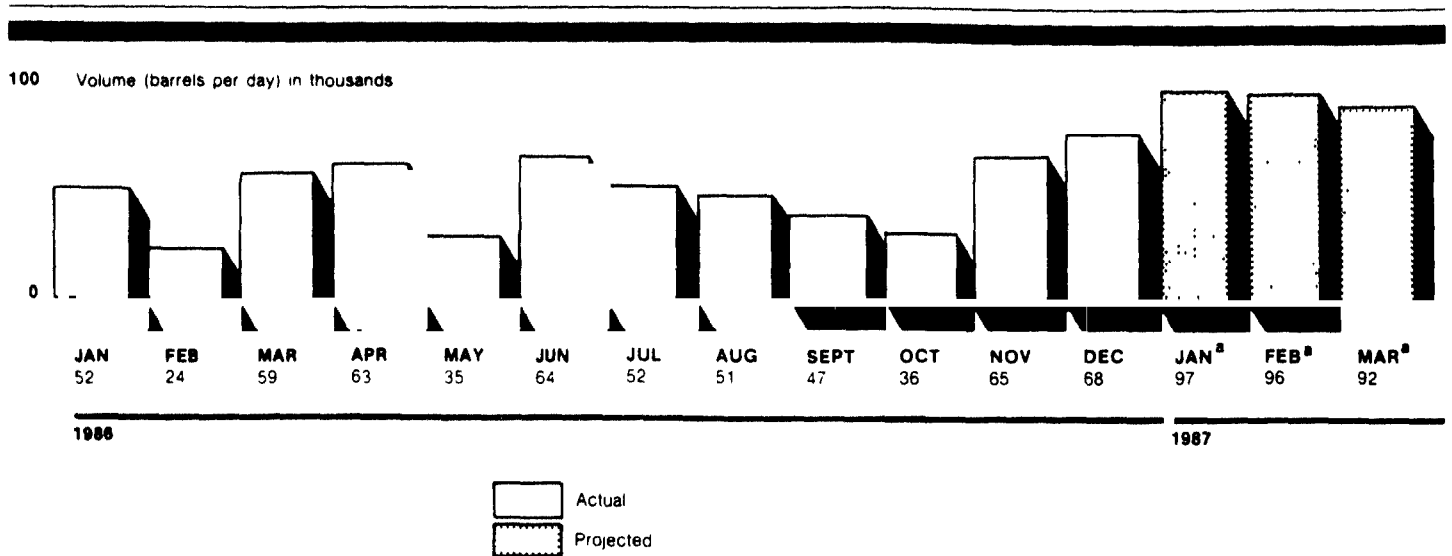 100 Volume (barrels per day) in thousands
0
JAN FEB MAR APR MAY JUN JUL AUG SEPT OCT NOV DEC JANᵃ FEBᵃ MARᵃ
52 24 59 63 35 64 52 51 47 36 65 68 97 96 92
1986 1987
Actual
Projected